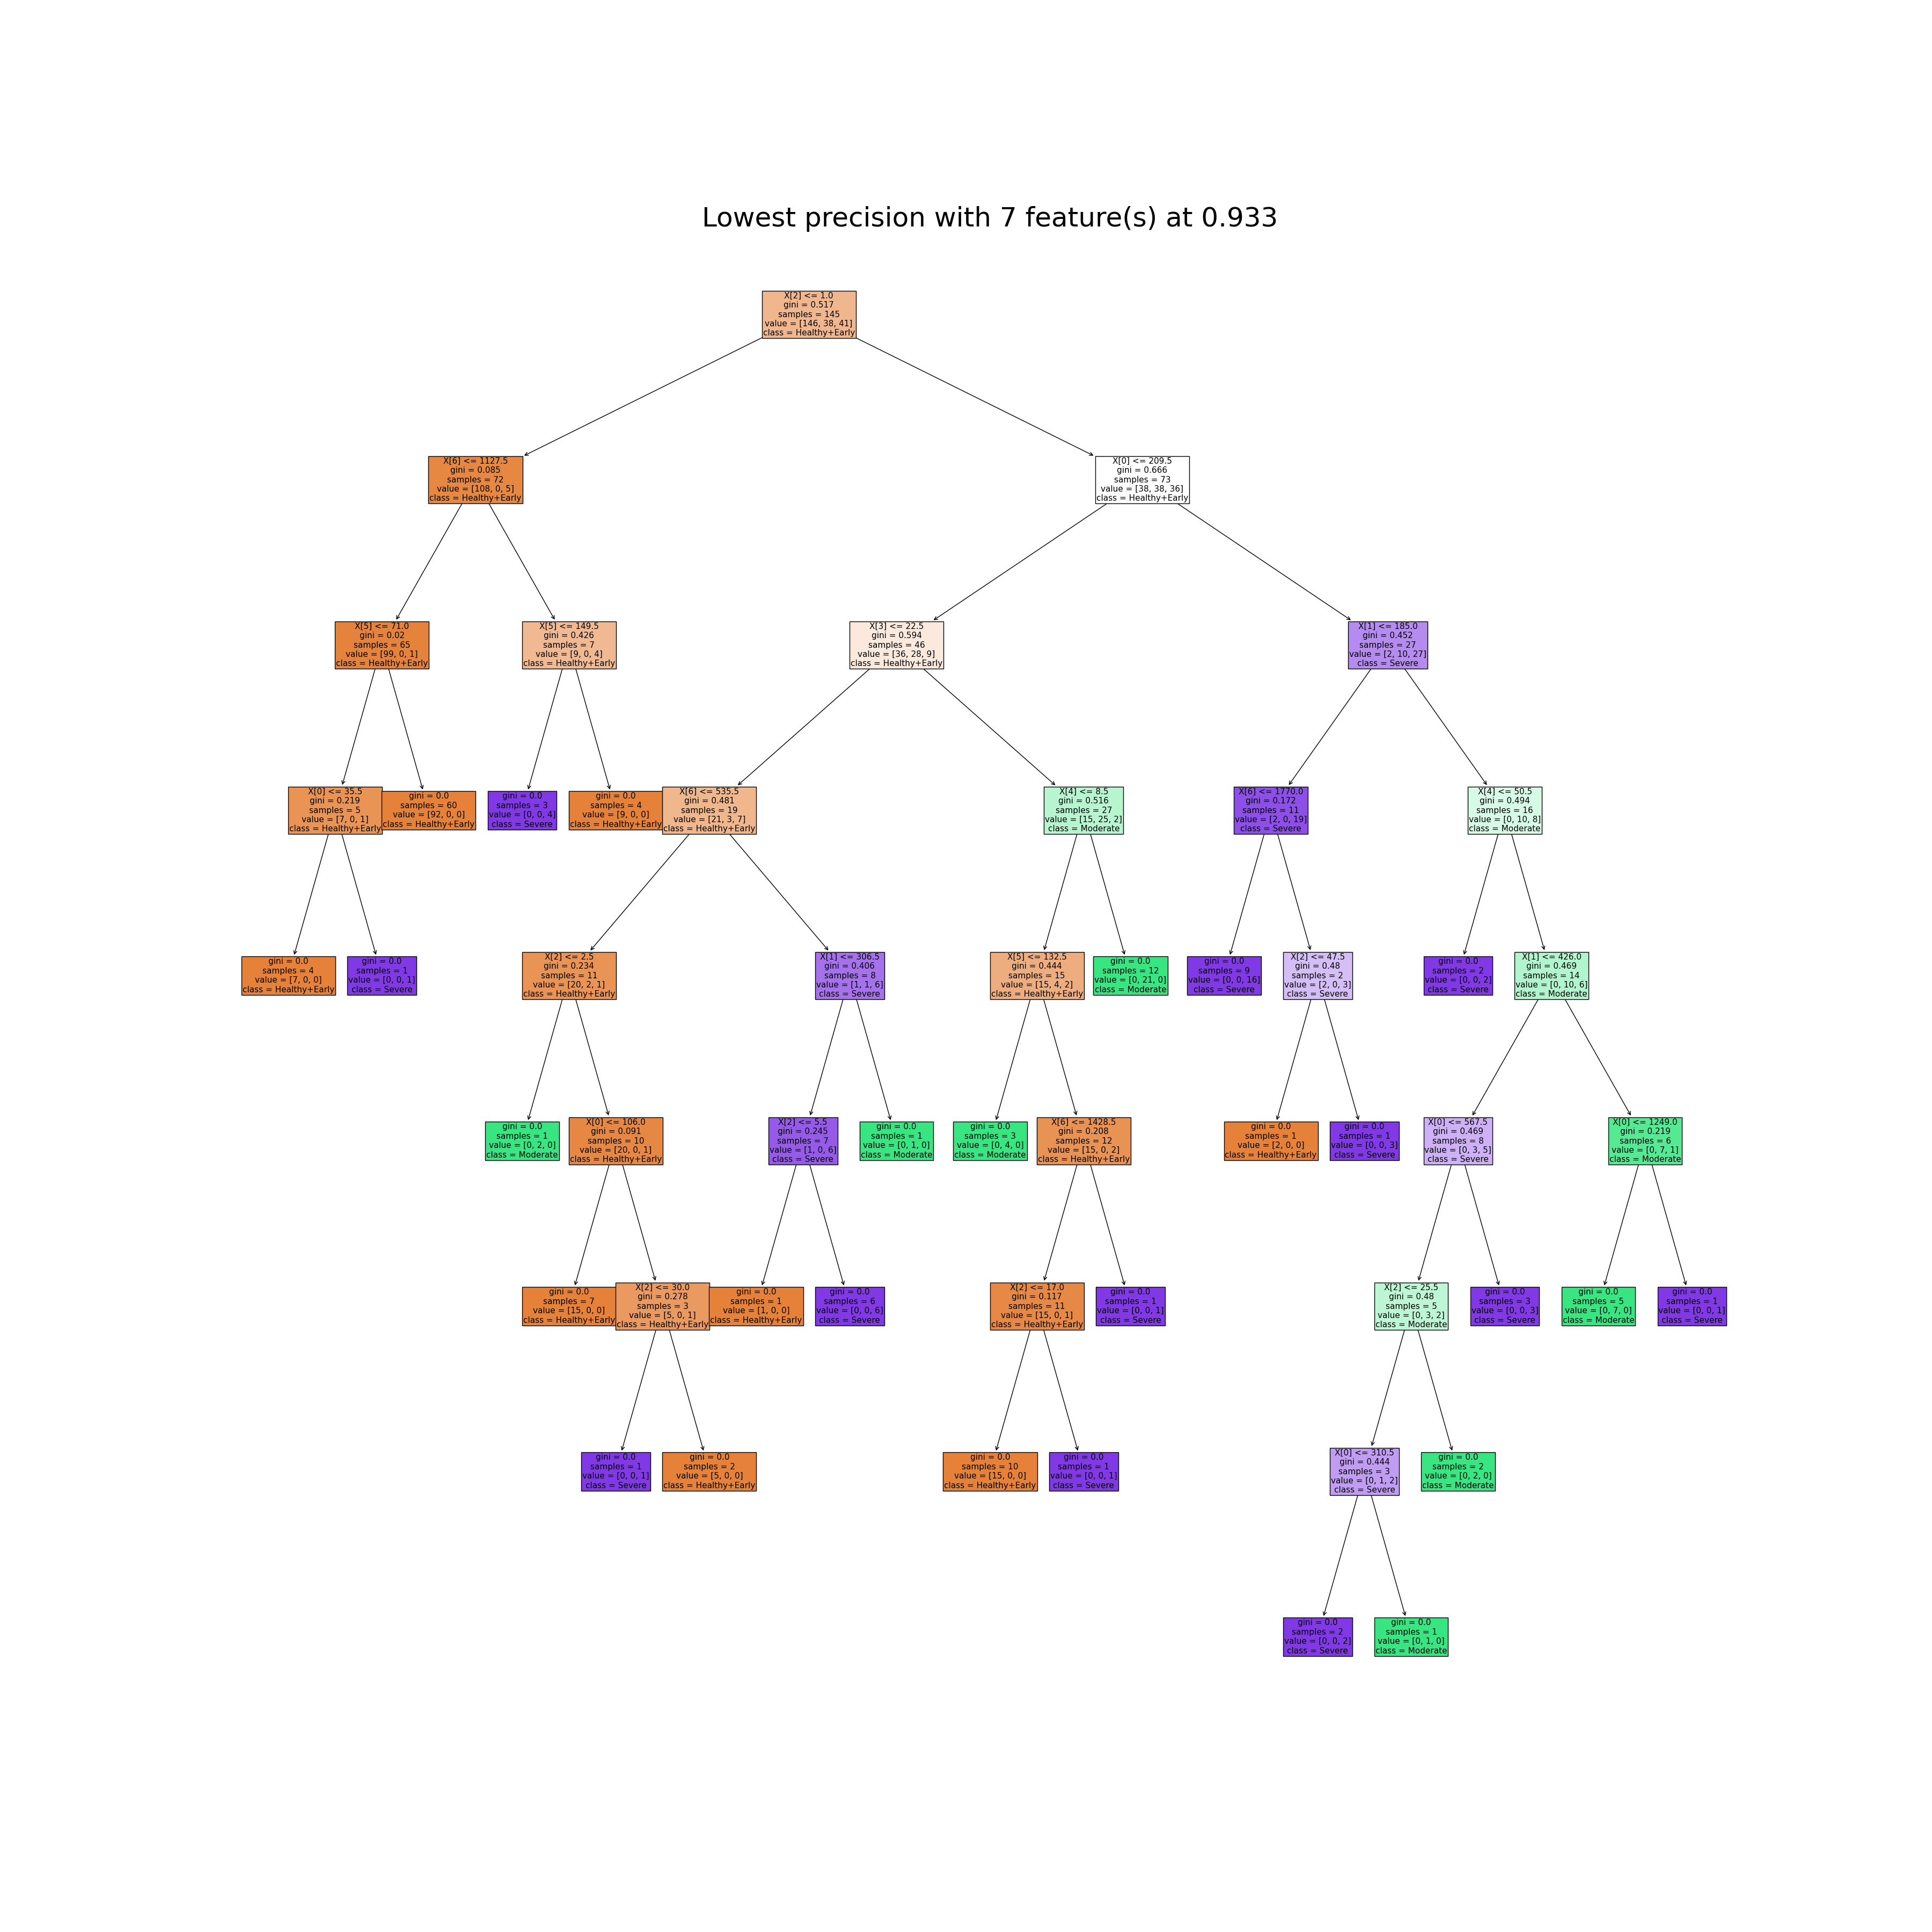 Lowest precision with 7 feature(s) at 0.933
X[2] <= 1.0
gini = 0.517
samples = 145
value = [146, 38, 41]
class = Healthy+Early
X[6] <= 1127.5
gini = 0.085
samples = 72
value = [108, 0, 5]
class = Healthy+Early
X[0] <= 209.5
gini = 0.666
samples = 73
value = [38, 38, 36]
class = Healthy+Early
X[5] <= 71.0
gini = 0.02
samples = 65
value = [99, 0, 1]
class = Healthy+Early
X[5] <= 149.5
gini = 0.426
samples = 7
value = [9, 0, 4]
class = Healthy+Early
X[3] <= 22.5
gini = 0.594
samples = 46
value = [36, 28, 9]
class = Healthy+Early
X[1] <= 185.0
gini = 0.452
samples = 27
value = [2, 10, 27]
class = Severe
X[0] <= 35.5
gini = 0.219
samples = 5
value = [7, 0, 1]
class = Healthy+Early
gini = 0.0
samples = 60
value = [92, 0, 0]
class = Healthy+Early
gini = 0.0
samples = 3
value = [0, 0, 4]
class = Severe
gini = 0.0
samples = 4
value = [9, 0, 0]
class = Healthy+Early
X[6] <= 535.5
gini = 0.481
samples = 19
value = [21, 3, 7]
class = Healthy+Early
X[4] <= 8.5
gini = 0.516
samples = 27
value = [15, 25, 2]
class = Moderate
X[6] <= 1770.0
gini = 0.172
samples = 11
value = [2, 0, 19]
class = Severe
X[4] <= 50.5
gini = 0.494
samples = 16
value = [0, 10, 8]
class = Moderate
gini = 0.0
samples = 4
value = [7, 0, 0]
class = Healthy+Early
gini = 0.0
samples = 1
value = [0, 0, 1]
class = Severe
X[2] <= 2.5
gini = 0.234
samples = 11
value = [20, 2, 1]
class = Healthy+Early
X[1] <= 306.5
gini = 0.406
samples = 8
value = [1, 1, 6]
class = Severe
X[5] <= 132.5
gini = 0.444
samples = 15
value = [15, 4, 2]
class = Healthy+Early
gini = 0.0
samples = 12
value = [0, 21, 0]
class = Moderate
gini = 0.0
samples = 9
value = [0, 0, 16]
class = Severe
X[2] <= 47.5
gini = 0.48
samples = 2
value = [2, 0, 3]
class = Severe
gini = 0.0
samples = 2
value = [0, 0, 2]
class = Severe
X[1] <= 426.0
gini = 0.469
samples = 14
value = [0, 10, 6]
class = Moderate
gini = 0.0
samples = 1
value = [0, 2, 0]
class = Moderate
X[0] <= 106.0
gini = 0.091
samples = 10
value = [20, 0, 1]
class = Healthy+Early
X[2] <= 5.5
gini = 0.245
samples = 7
value = [1, 0, 6]
class = Severe
gini = 0.0
samples = 1
value = [0, 1, 0]
class = Moderate
gini = 0.0
samples = 3
value = [0, 4, 0]
class = Moderate
X[6] <= 1428.5
gini = 0.208
samples = 12
value = [15, 0, 2]
class = Healthy+Early
gini = 0.0
samples = 1
value = [2, 0, 0]
class = Healthy+Early
gini = 0.0
samples = 1
value = [0, 0, 3]
class = Severe
X[0] <= 567.5
gini = 0.469
samples = 8
value = [0, 3, 5]
class = Severe
X[0] <= 1249.0
gini = 0.219
samples = 6
value = [0, 7, 1]
class = Moderate
gini = 0.0
samples = 7
value = [15, 0, 0]
class = Healthy+Early
X[2] <= 30.0
gini = 0.278
samples = 3
value = [5, 0, 1]
class = Healthy+Early
gini = 0.0
samples = 1
value = [1, 0, 0]
class = Healthy+Early
gini = 0.0
samples = 6
value = [0, 0, 6]
class = Severe
X[2] <= 17.0
gini = 0.117
samples = 11
value = [15, 0, 1]
class = Healthy+Early
gini = 0.0
samples = 1
value = [0, 0, 1]
class = Severe
X[2] <= 25.5
gini = 0.48
samples = 5
value = [0, 3, 2]
class = Moderate
gini = 0.0
samples = 3
value = [0, 0, 3]
class = Severe
gini = 0.0
samples = 5
value = [0, 7, 0]
class = Moderate
gini = 0.0
samples = 1
value = [0, 0, 1]
class = Severe
gini = 0.0
samples = 1
value = [0, 0, 1]
class = Severe
gini = 0.0
samples = 2
value = [5, 0, 0]
class = Healthy+Early
gini = 0.0
samples = 10
value = [15, 0, 0]
class = Healthy+Early
gini = 0.0
samples = 1
value = [0, 0, 1]
class = Severe
X[0] <= 310.5
gini = 0.444
samples = 3
value = [0, 1, 2]
class = Severe
gini = 0.0
samples = 2
value = [0, 2, 0]
class = Moderate
gini = 0.0
samples = 2
value = [0, 0, 2]
class = Severe
gini = 0.0
samples = 1
value = [0, 1, 0]
class = Moderate